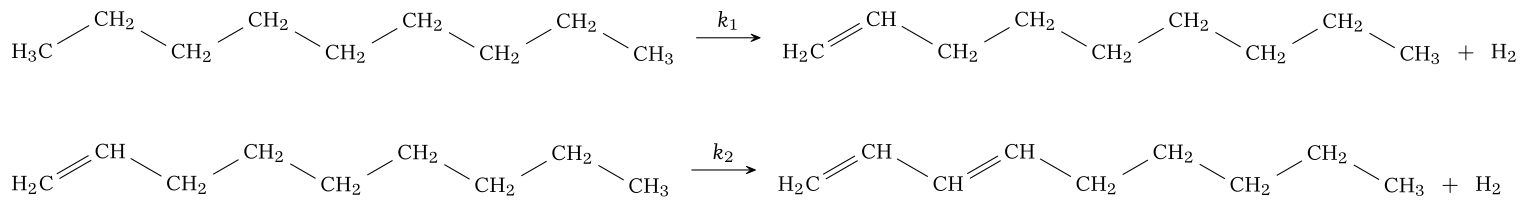 H₃C CH₂ CH₂ CH₂ CH₂ CH₂ CH₂ CH₂ CH₃ k₁ → H₂C CH CH₂ CH₂ CH₂ CH₂ CH₂ CH₂ CH₃ + H₂
H₂C CH CH₂ CH₂ CH₂ CH₂ CH₂ CH₂ CH₃ k₂ → H₂C CH CH CH CH₂ CH₂ CH₂ CH₂ CH₃ + H₂